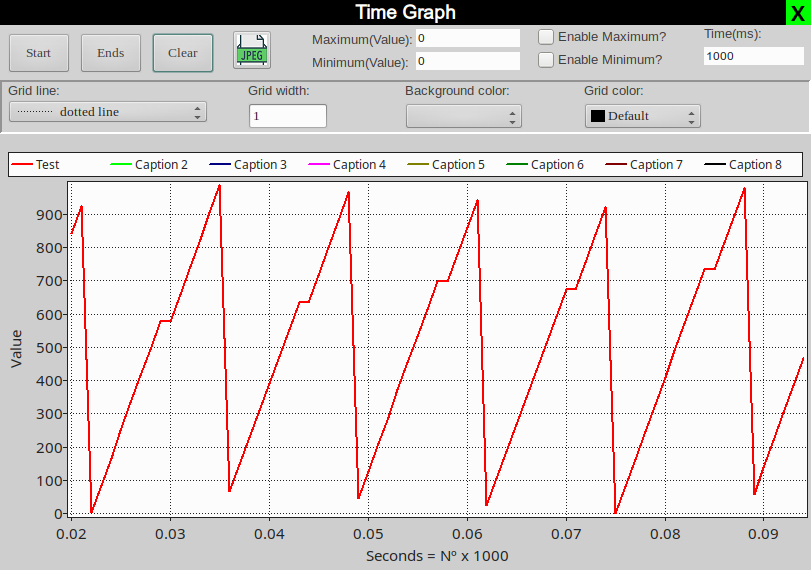 Time Graph
X
Start
Ends
Clear
JPEG
Maximum(Value): 0
Minimum(Value): 0
Enable Maximum?
Enable Minimum?
Time(ms):
1000
Grid line:
dotted line
Grid width:
1
Background color:
Grid color:
Default
Test Caption 2 Caption 3 Caption 4 Caption 5 Caption 6 Caption 7 Caption 8
Value
900
800
700
600
500
400
300
200
100
0
0.02 0.03 0.04 0.05 0.06 0.07 0.08 0.09
Seconds = Nº x 1000